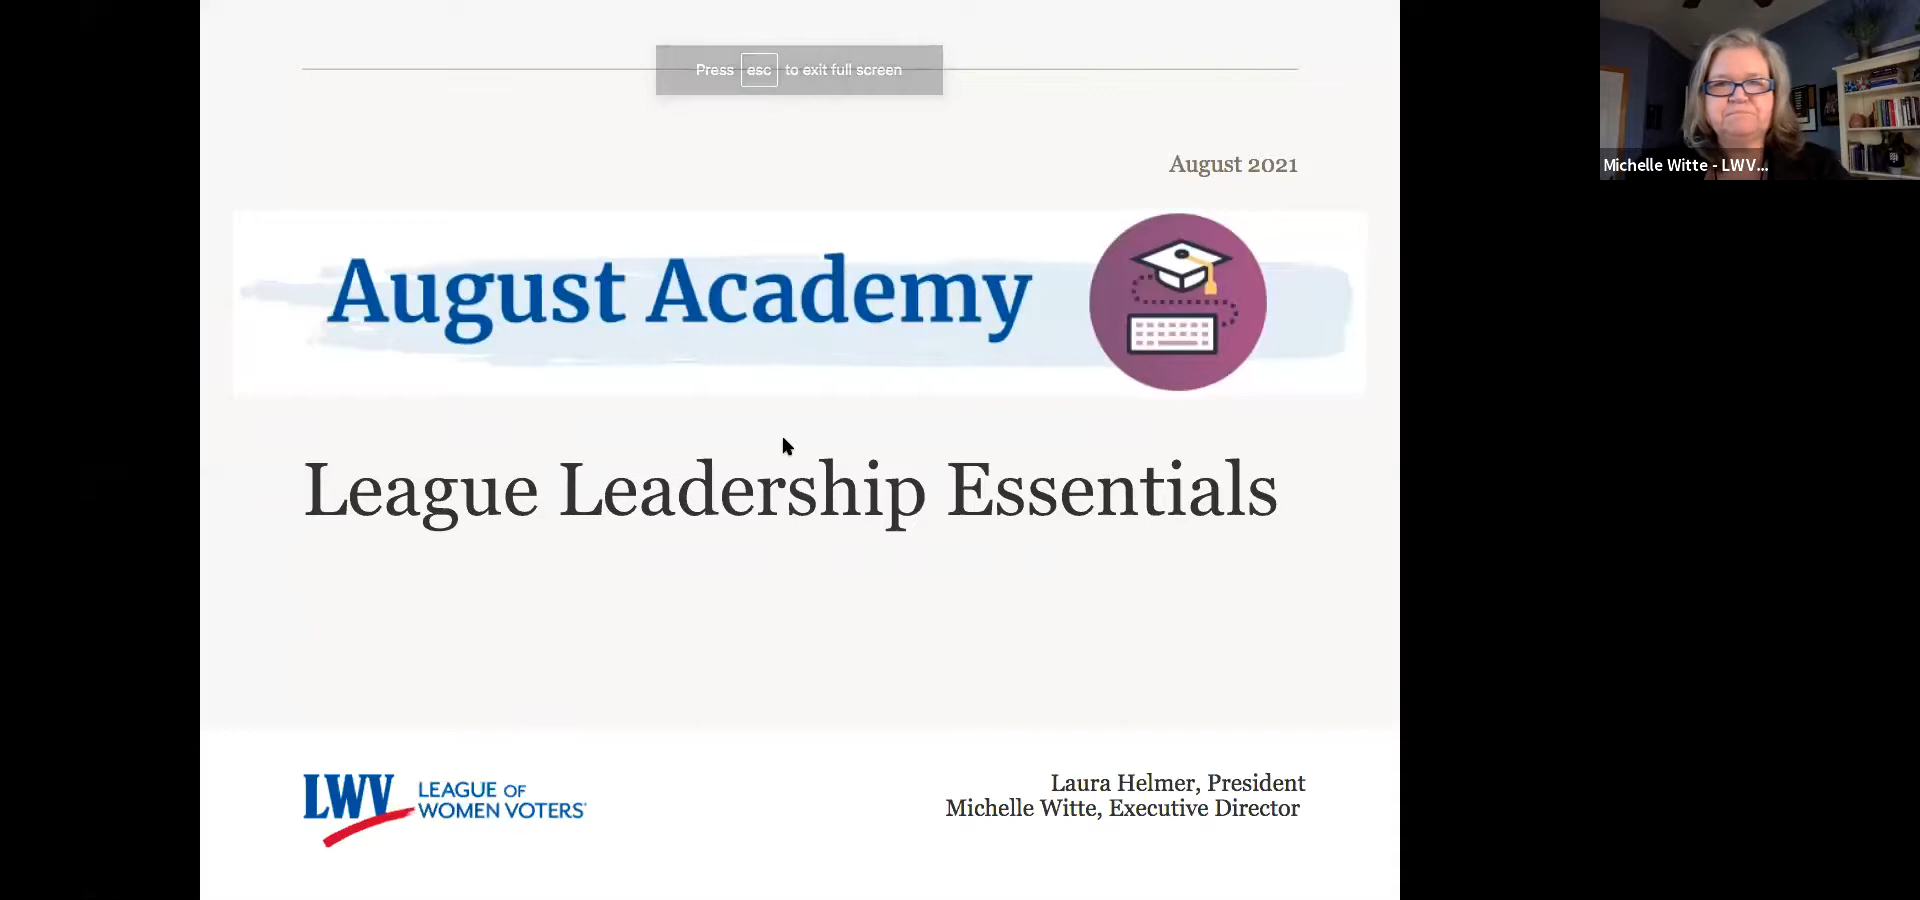 Press esc to exit full screen
August 2021
August Academy
League Leadership Essentials
LWV LEAGUE OF
WOMEN VOTERS®
Laura Helmer, President
Michelle Witte, Executive Director
Michelle Witte - LWV...